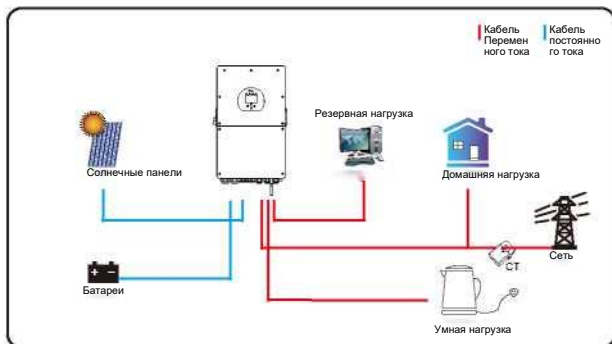 Кабель
Перемен
ного тока
Кабель
постоянно
го тока
Резервная нагрузка
Солнечные панели
Домашняя нагрузка
CT
Сеть
Батареи
Умная нагрузка